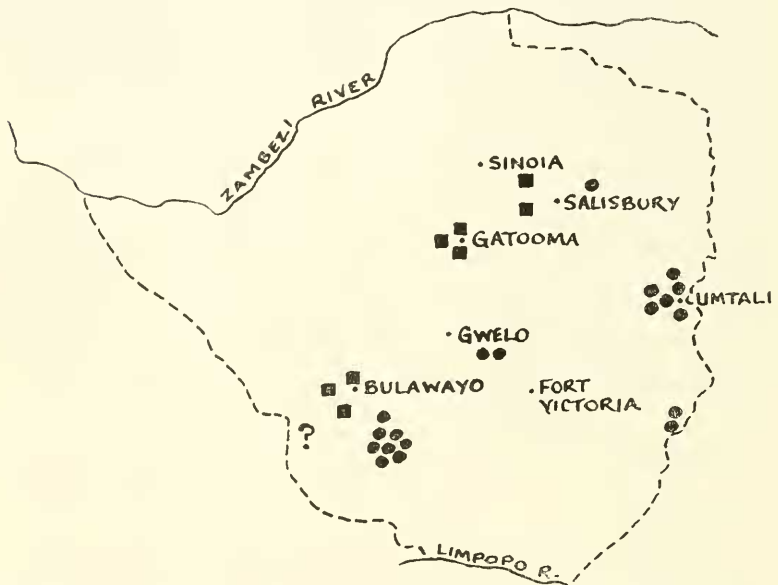 ZAMBEZI RIVER
SINOIA
SALISBURY
GATOOMA
UMTALI
GWELO
BULAWAYO
FORT
VICTORIA
?
LIMPOPO R.